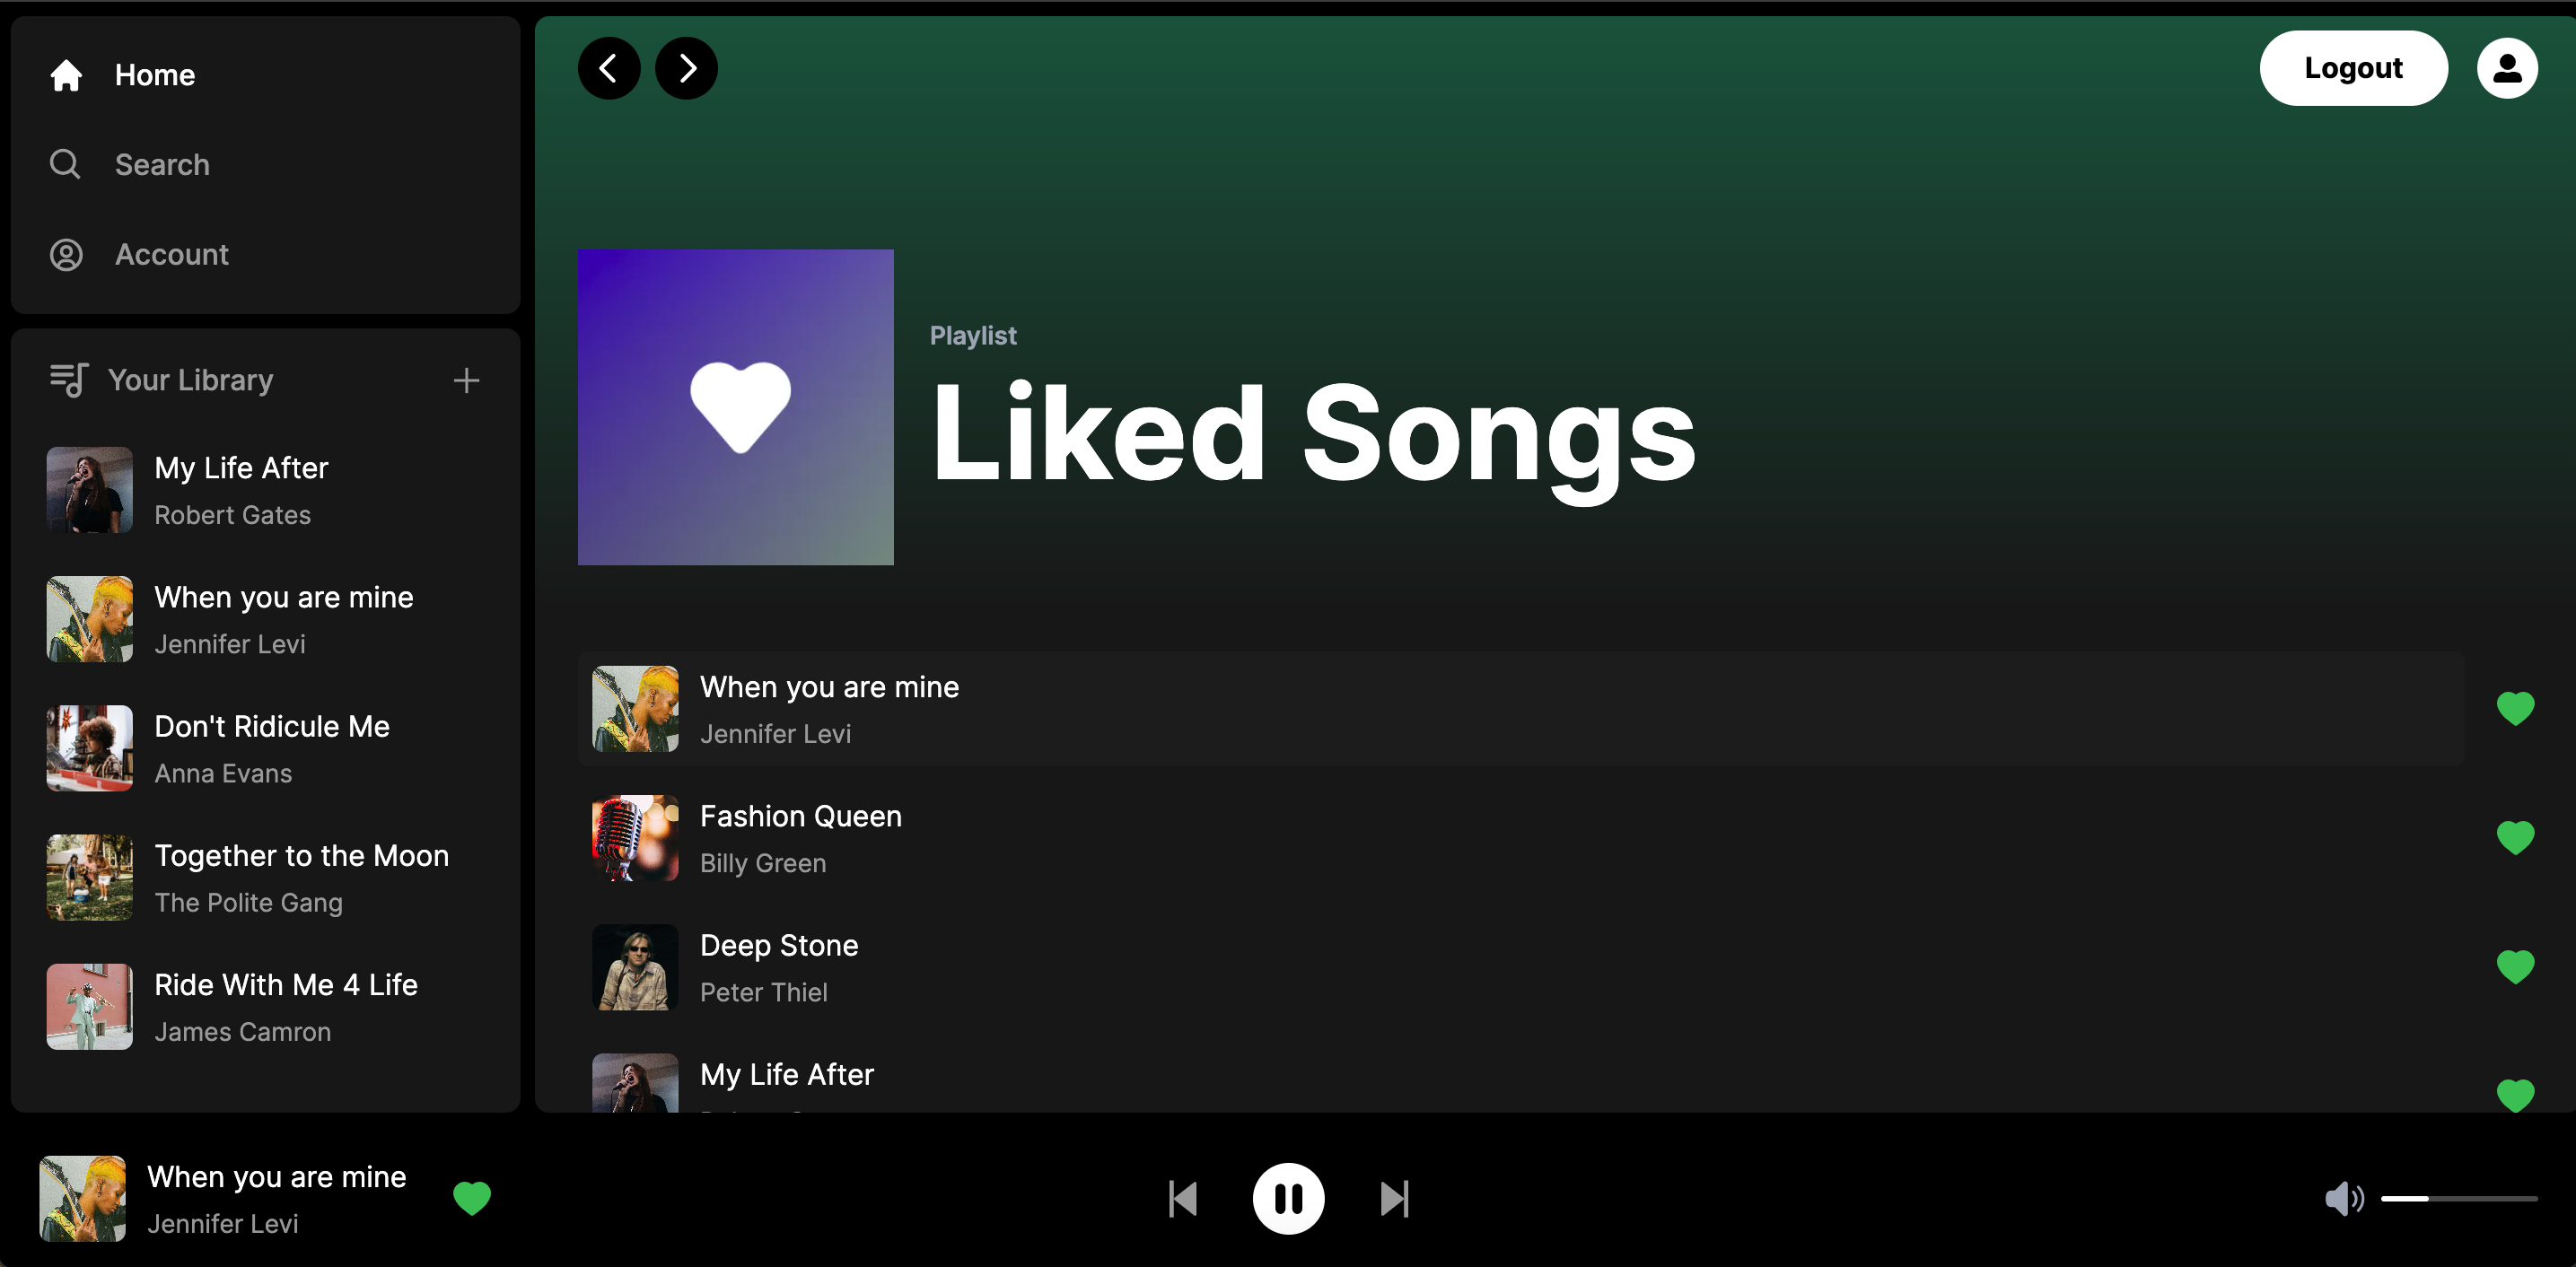 Home
Search
Account
Your Library
My Life After
Robert Gates
When you are mine
Jennifer Levi
Don't Ridicule Me
Anna Evans
Together to the Moon
The Polite Gang
Ride With Me 4 Life
James Camron
Logout
Playlist
Liked Songs
When you are mine
Jennifer Levi
Fashion Queen
Billy Green
Deep Stone
Peter Thiel
My Life After
When you are mine
Jennifer Levi